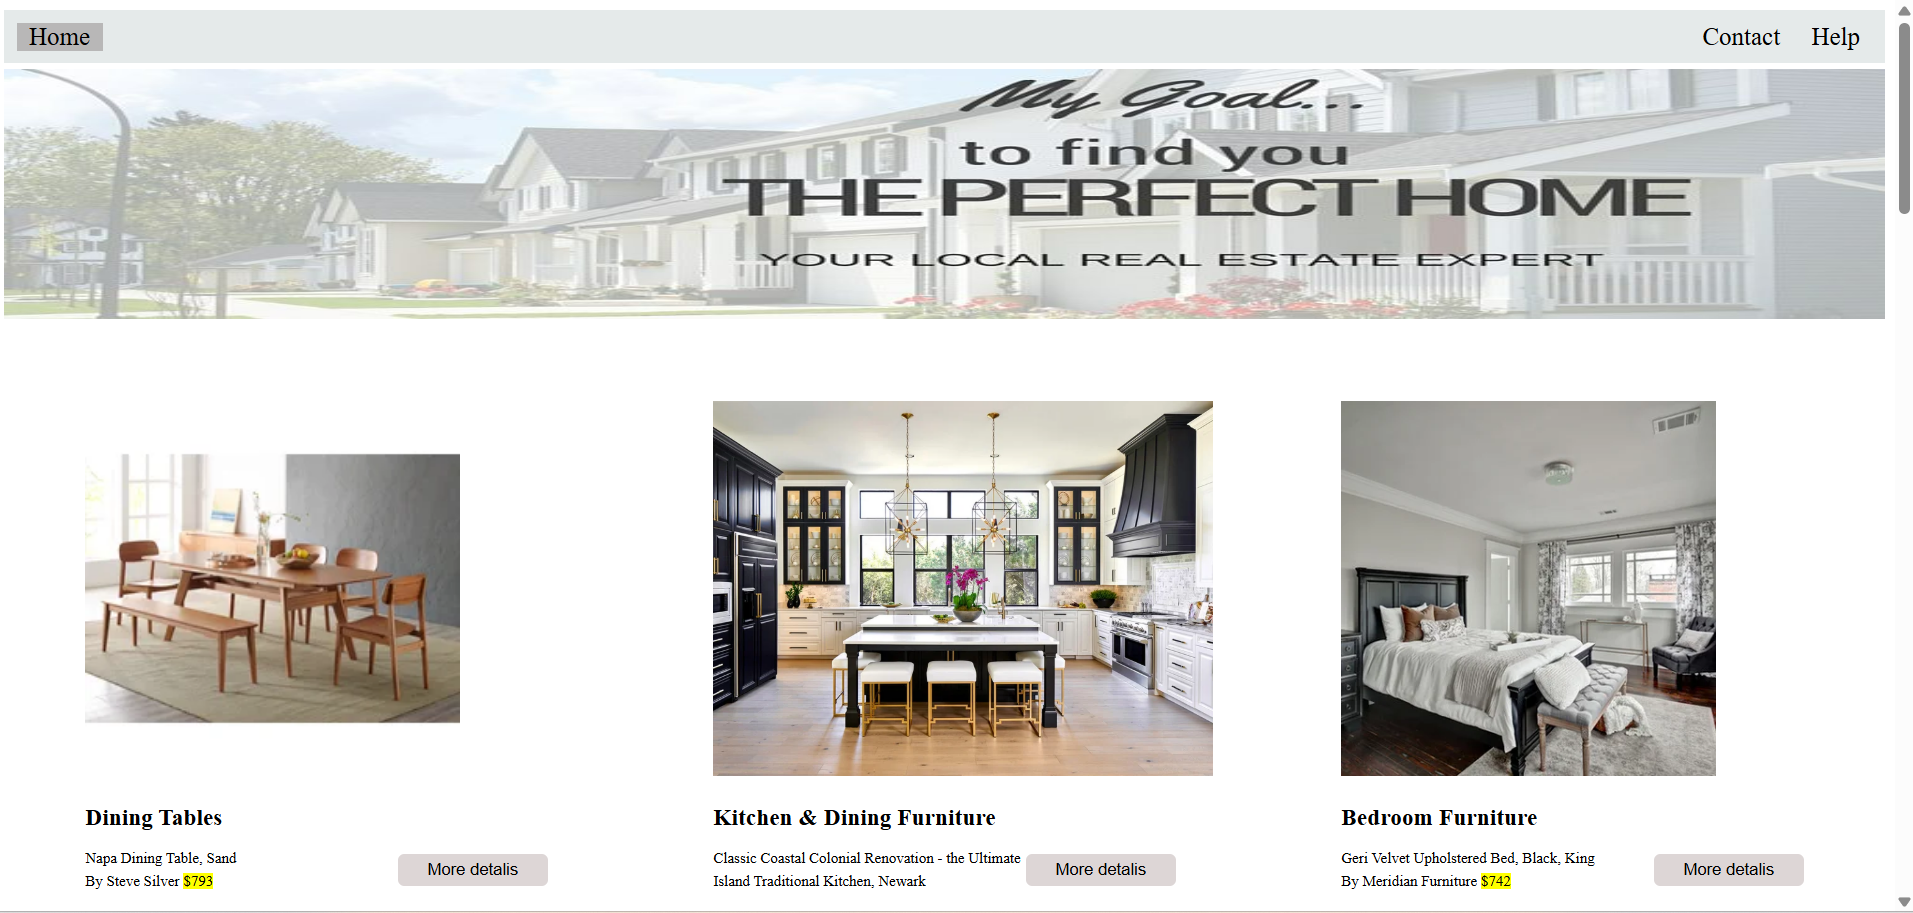 Home
Contact
Help
My Goal...
to find you
THE PERFECT HOME
YOUR LOCAL REAL ESTATE EXPERT
Dining Tables
Napa Dining Table, Sand
By Steve Silver $793
More detalis
Kitchen & Dining Furniture
Classic Coastal Colonial Renovation - the Ultimate
Island Traditional Kitchen, Newark
More detalis
Bedroom Furniture
Geri Velvet Upholstered Bed, Black, King
By Meridian Furniture $742
More detalis